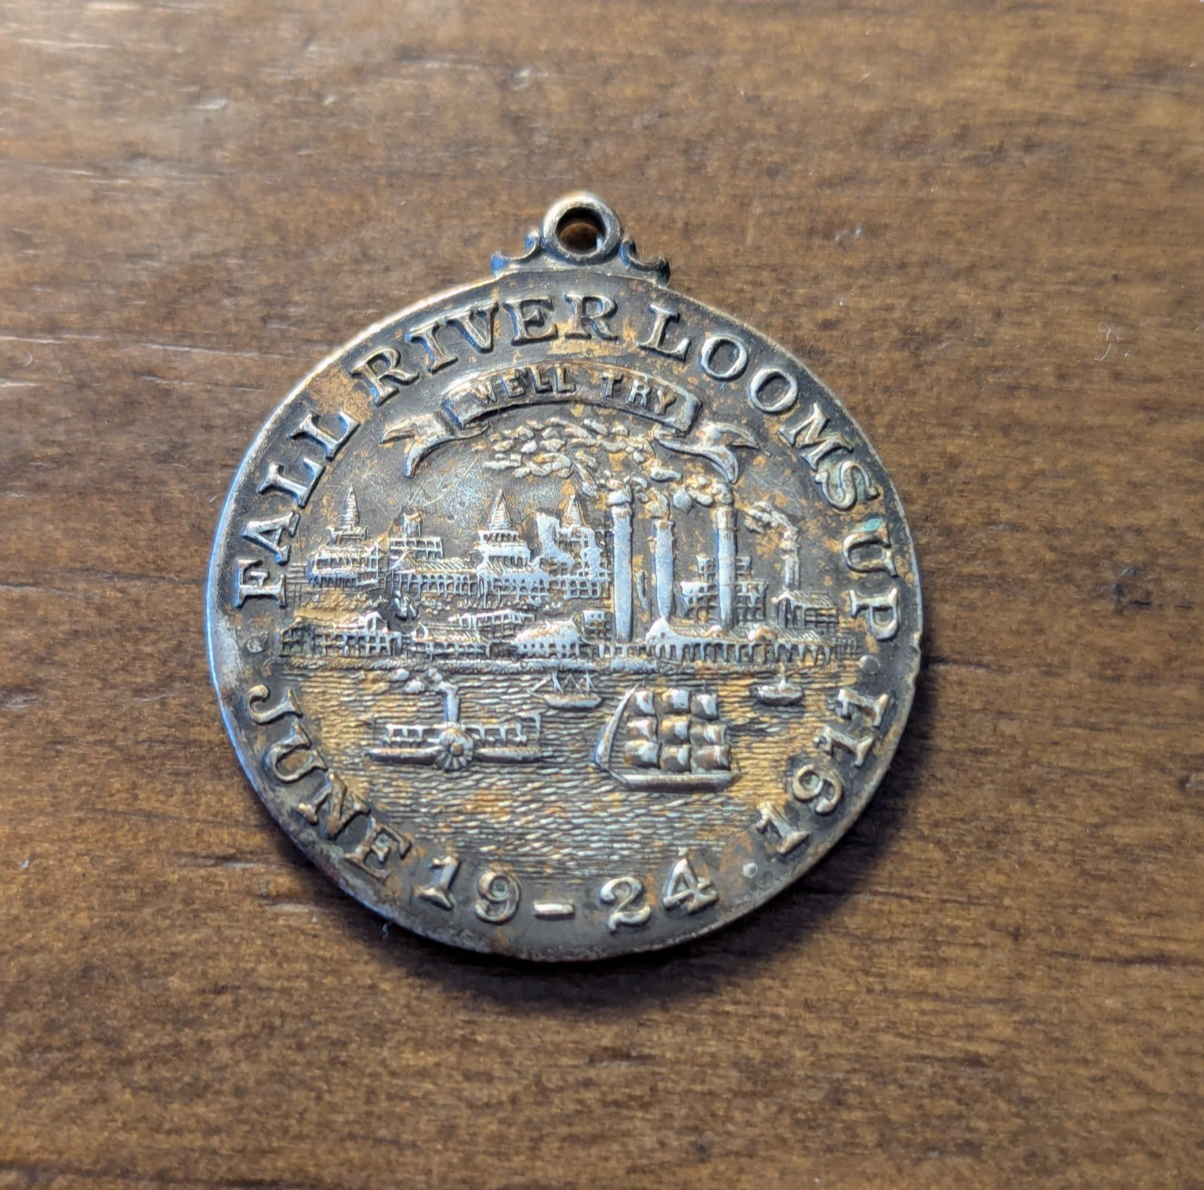 FALL RIVER LOOMS UP
WE'LL TRY
JUNE 19-24. 1911